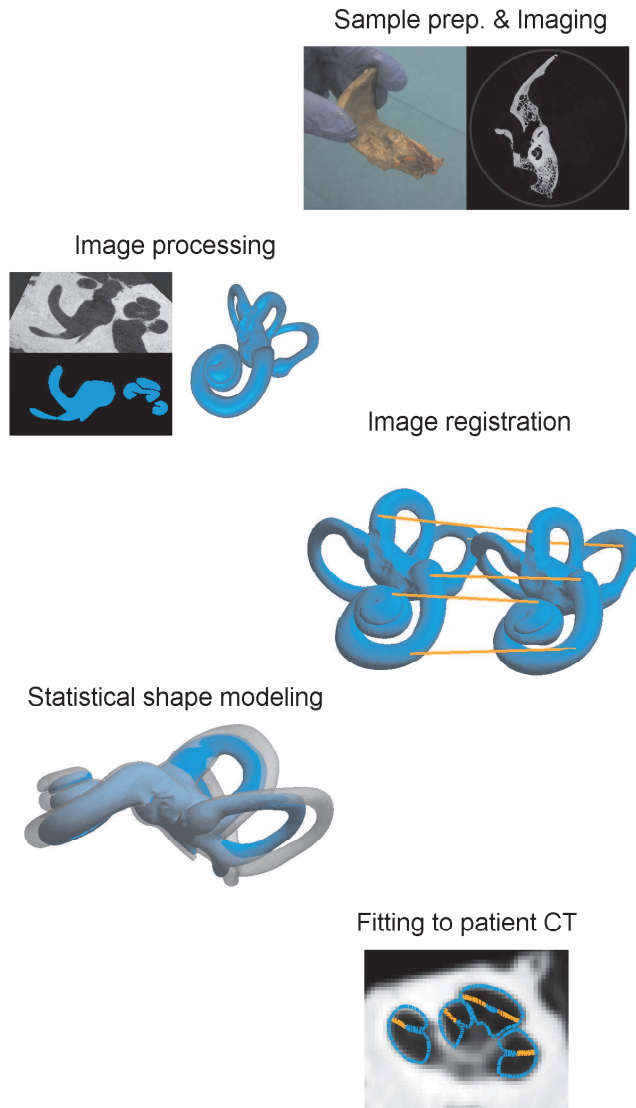 Sample prep. & Imaging
Image processing
Image registration
Statistical shape modeling
Fitting to patient CT